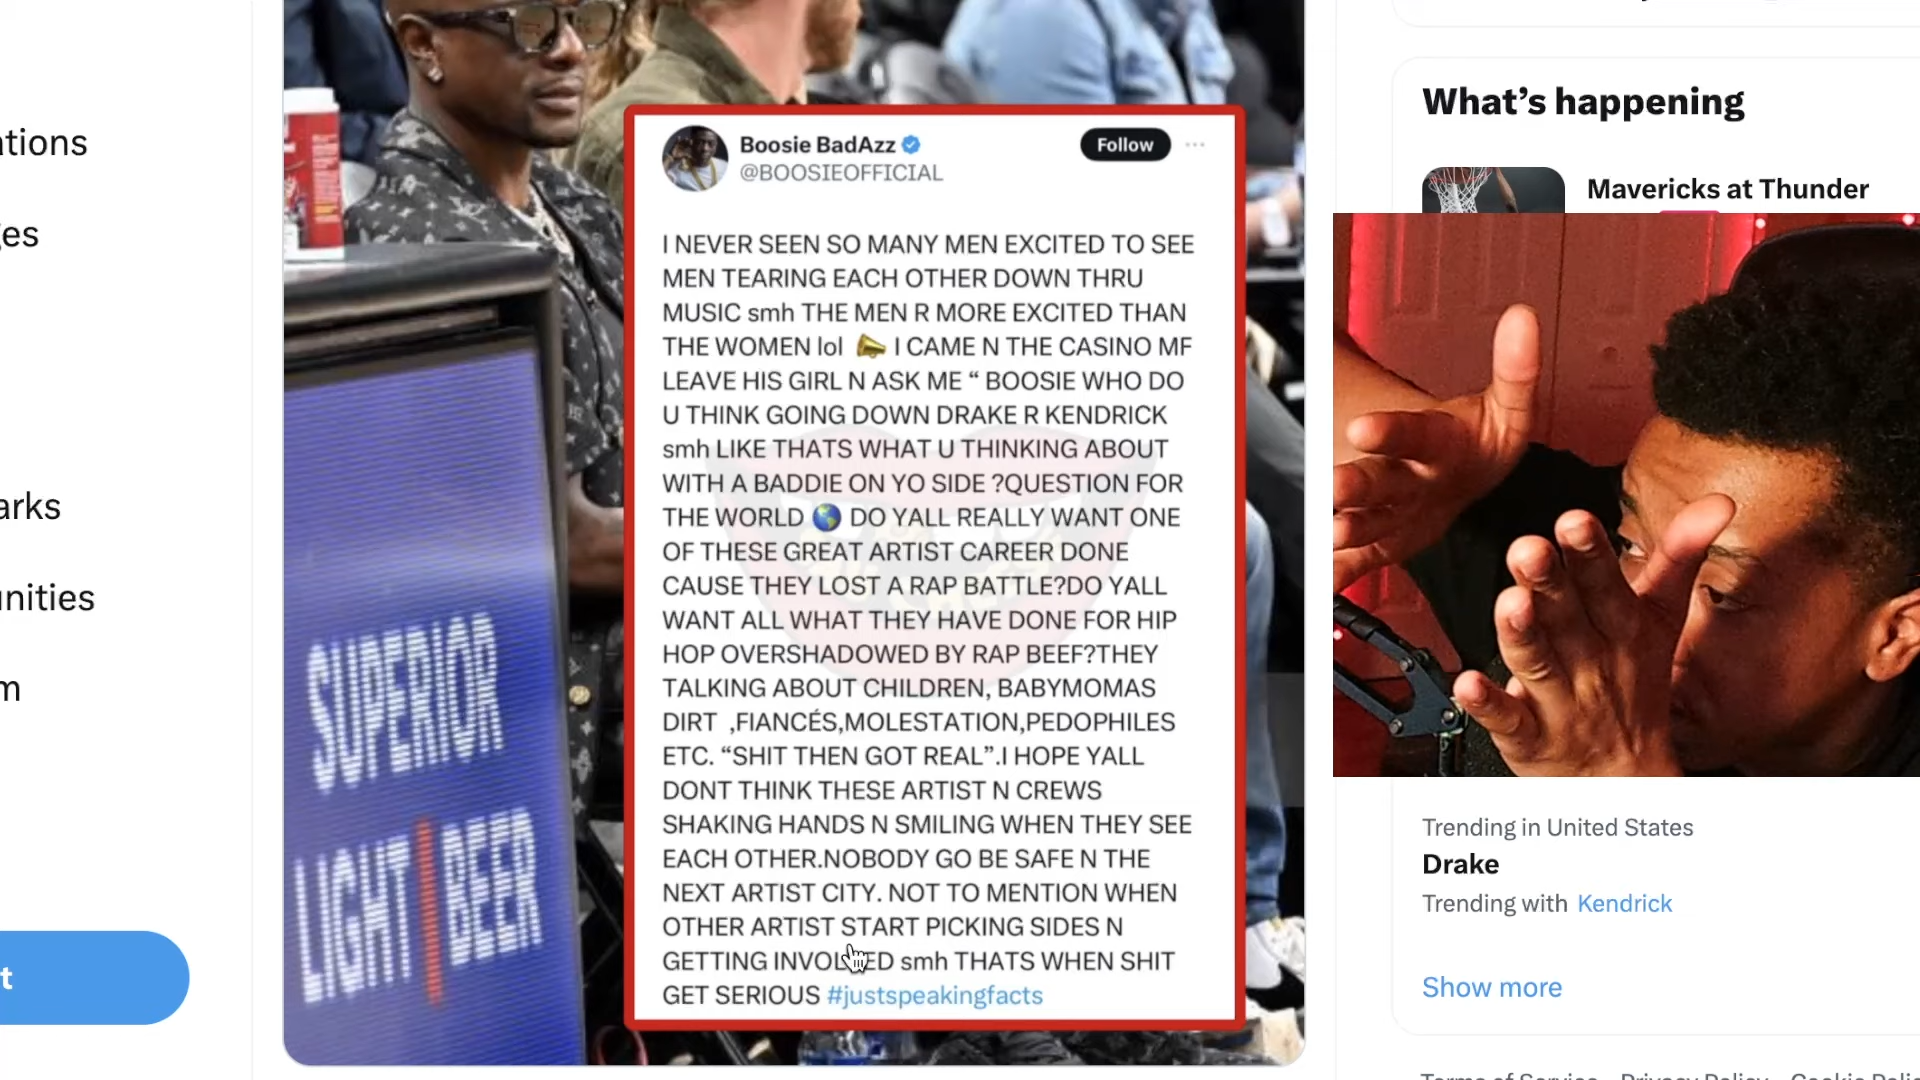 ations
ges
arks
unities
m
t
SUPERIOR
LIGHT BEER
Boosie BadAzz
@BOOSIEOFFICIAL
Follow
I NEVER SEEN SO MANY MEN EXCITED TO SEE
MEN TEARING EACH OTHER DOWN THRU
MUSIC smh THE MEN R MORE EXCITED THAN
THE WOMEN lol 📣 I CAME N THE CASINO MF
LEAVE HIS GIRL N ASK ME “ BOOSIE WHO DO
U THINK GOING DOWN DRAKE R KENDRICK
smh LIKE THATS WHAT U THINKING ABOUT
WITH A BADDIE ON YO SIDE ?QUESTION FOR
THE WORLD 🌎 DO YALL REALLY WANT ONE
OF THESE GREAT ARTIST CAREER DONE
CAUSE THEY LOST A RAP BATTLE?DO YALL
WANT ALL WHAT THEY HAVE DONE FOR HIP
HOP OVERSHADOWED BY RAP BEEF?THEY
TALKING ABOUT CHILDREN, BABYMOMAS
DIRT ,FIANCÉS,MOLESTATION,PEDOPHILES
ETC. “SHIT THEN GOT REAL”.I HOPE YALL
DONT THINK THESE ARTIST N CREWS
SHAKING HANDS N SMILING WHEN THEY SEE
EACH OTHER.NOBODY GO BE SAFE N THE
NEXT ARTIST CITY. NOT TO MENTION WHEN
OTHER ARTIST START PICKING SIDES N
GETTING INVOLVED smh THATS WHEN SHIT
GET SERIOUS #justspeakingfacts
What’s happening
Mavericks at Thunder
Trending in United States
Drake
Trending with Kendrick
Show more
Terms of Service Privacy Policy